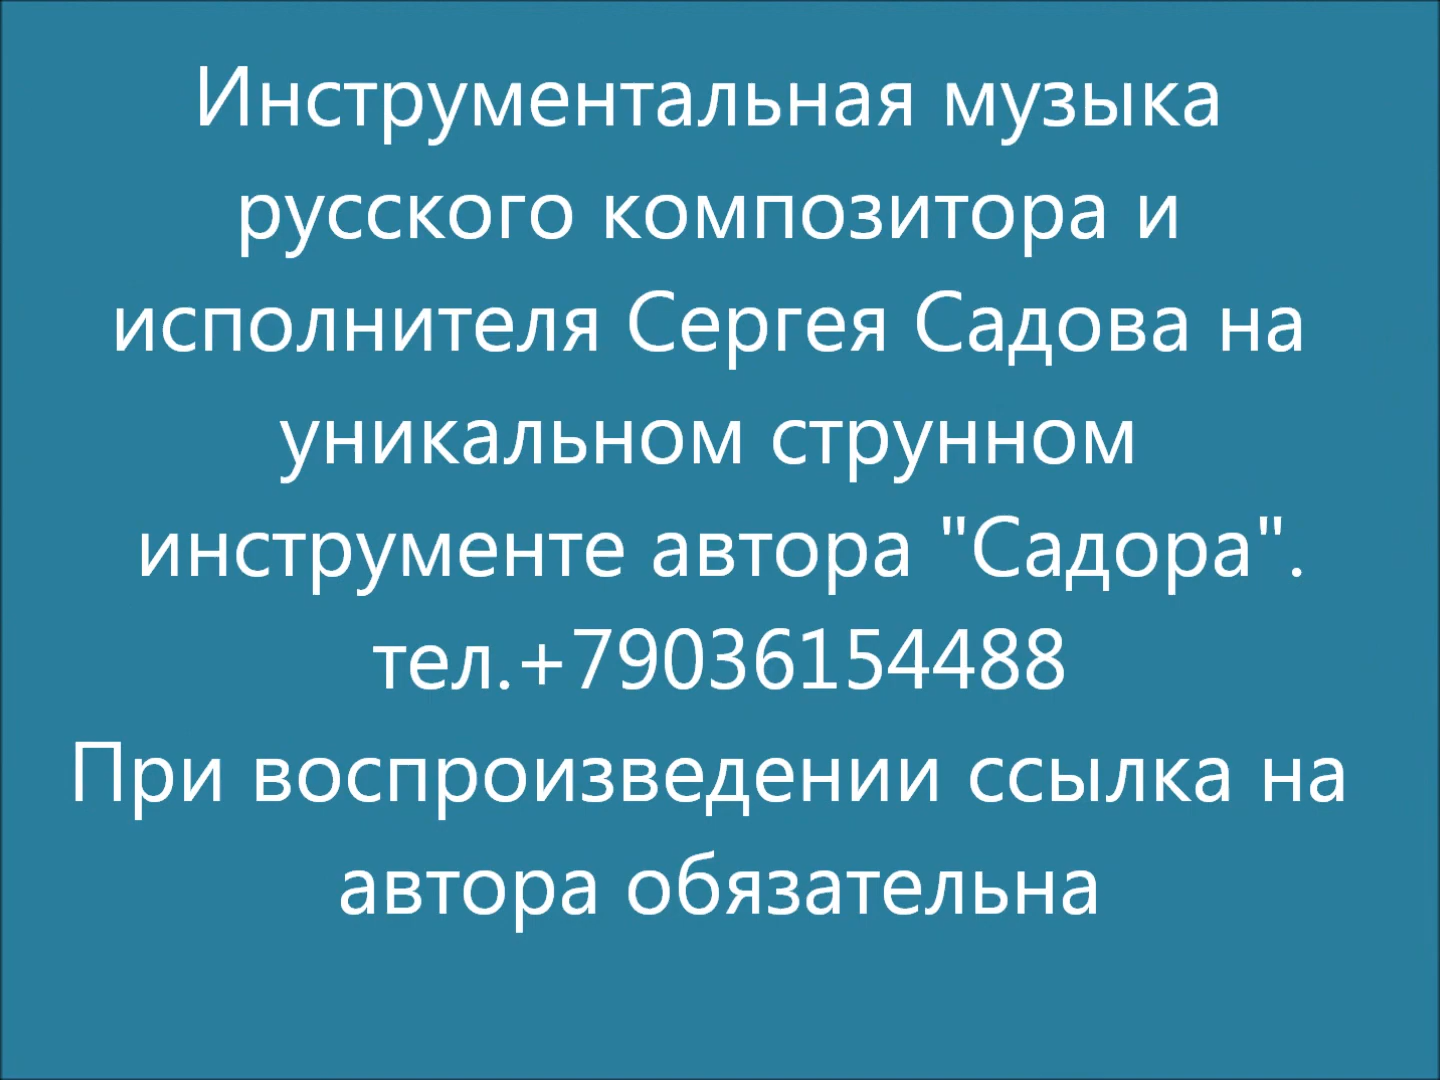 Инструментальная музыка
русского композитора и
исполнителя Сергея Садова на
уникальном струнном
инструменте автора "Садора".
тел.+79036154488
При воспроизведении ссылка на
автора обязательна